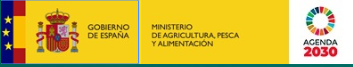 GOBIERNO
DE ESPAÑA
MINISTERIO
DE AGRICULTURA, PESCA
Y ALIMENTACIÓN
AGENDA
2030